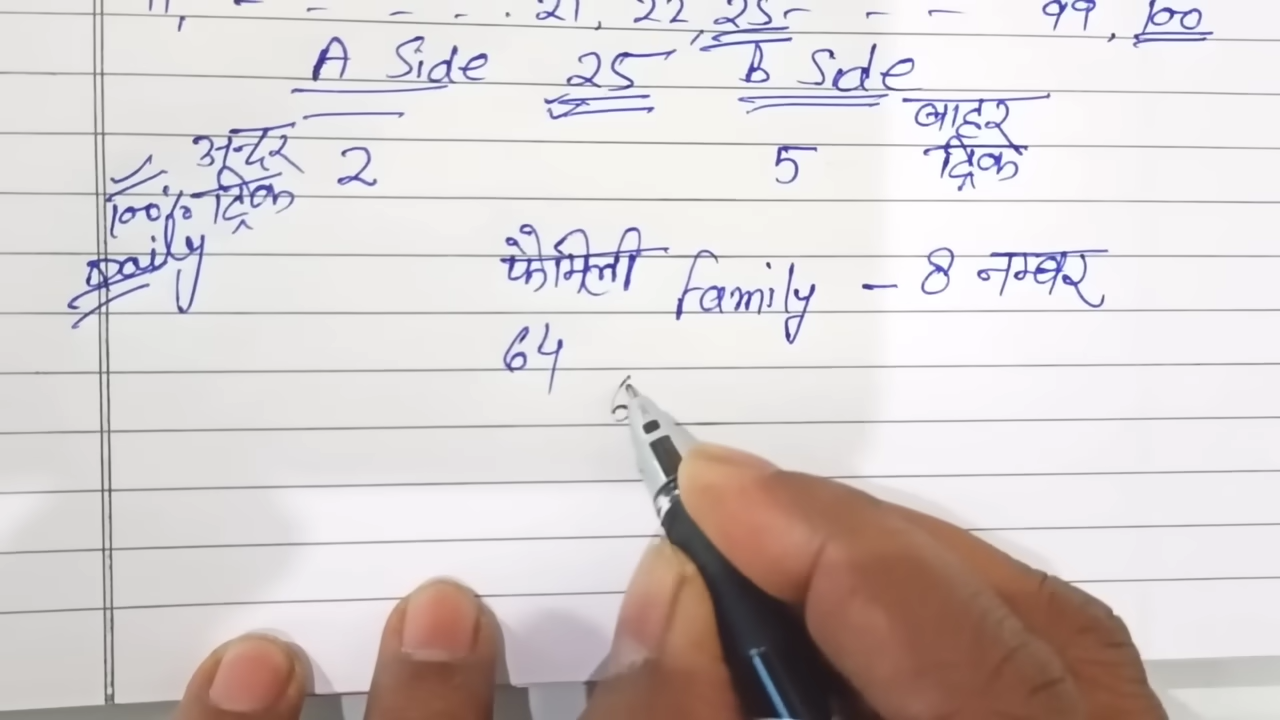 11, - - - - . 21, 22, 25 - - - 99, 100
A Side 25 B Side
अन्दर 2 5 बाहर
100% ट्रिक ट्रिक
Daily
फैमिली family - 8 नम्बर
64